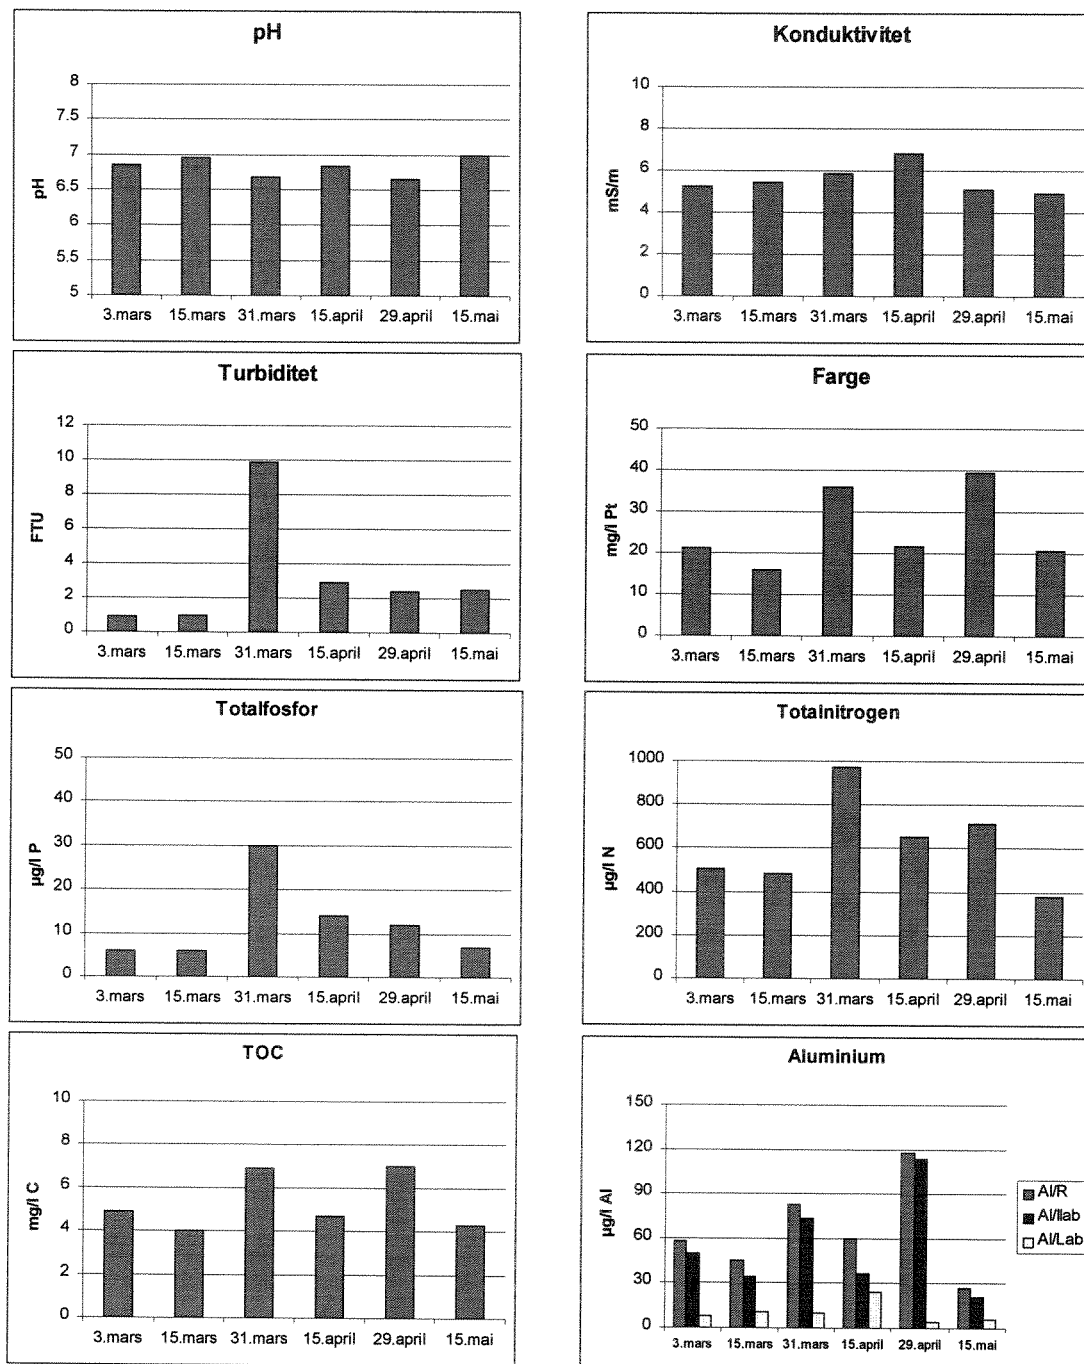 pH
8
7.5
7
6.5
6
5.5
5
pH
3.mars 15.mars 31.mars 15.april 29.april 15.mai
Konduktivitet
10
8
6
4
2
0
mS/m
3.mars 15.mars 31.mars 15.april 29.april 15.mai
Turbiditet
12
10
8
6
4
2
0
FTU
3.mars 15.mars 31.mars 15.april 29.april 15.mai
Farge
50
40
30
20
10
0
mg/l Pt
3.mars 15.mars 31.mars 15.april 29.april 15.mai
Totalfosfor
50
40
30
20
10
0
µg/l P
3.mars 15.mars 31.mars 15.april 29.april 15.mai
Totalnitrogen
1000
800
600
400
200
0
µg/l N
3.mars 15.mars 31.mars 15.april 29.april 15.mai
TOC
10
8
6
4
2
0
mg/l C
3.mars 15.mars 31.mars 15.april 29.april 15.mai
Aluminium
150
120
90
60
30
0
µg/l Al
3.mars 15.mars 31.mars 15.april 29.april 15.mai
Al/R
Al/Ilab
Al/Lab